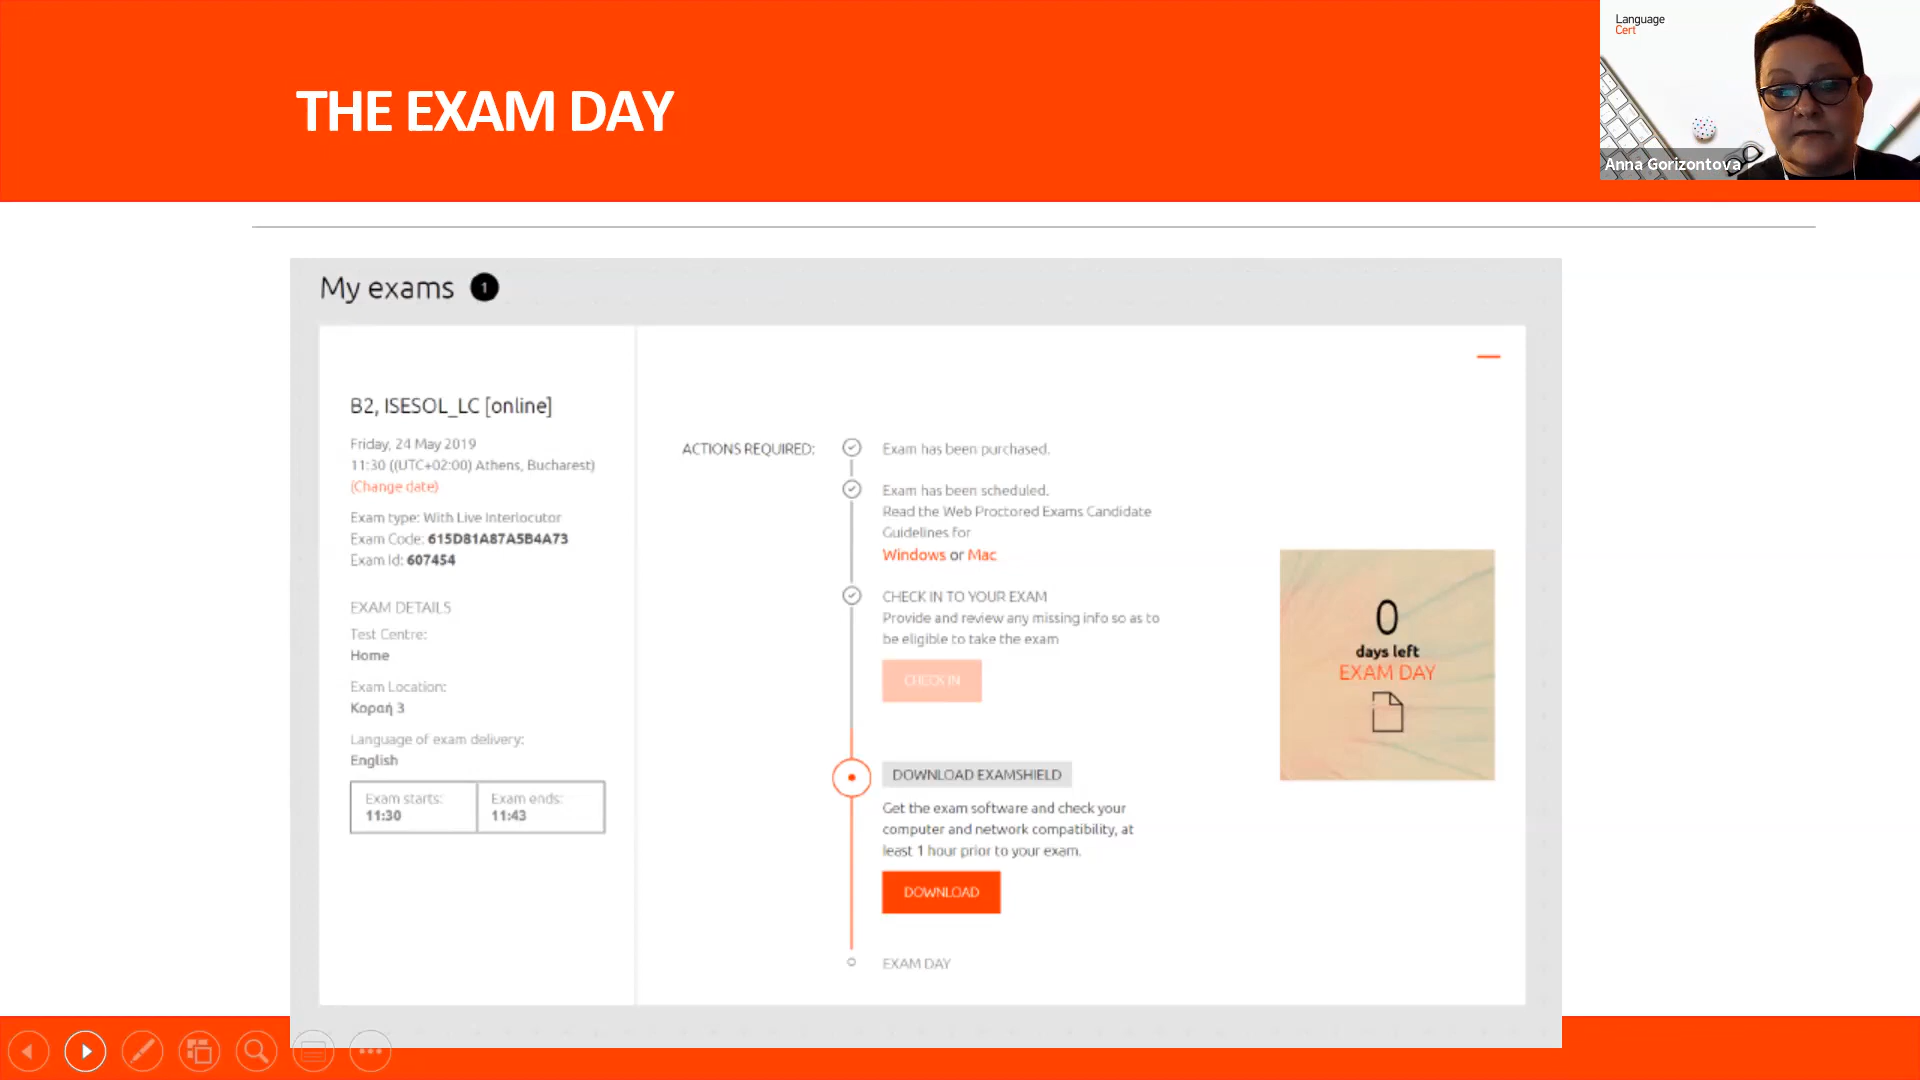 THE EXAM DAY
Language
Cert
Anna Gorizontova
My exams 1
B2, ISESOL_LC [online]
Friday, 24 May 2019
11:30 ((UTC+02:00) Athens, Bucharest)
(Change date)
Exam type: With Live Interlocutor
Exam Code: 615D81A87A5B4A73
Exam Id: 607454
EXAM DETAILS
Test Centre:
Home
Exam Location:
Κοραή 3
Language of exam delivery:
English
Exam starts:
11:30
Exam ends:
11:43
ACTIONS REQUIRED:
Exam has been purchased.
Exam has been scheduled.
Read the Web Proctored Exams Candidate
Guidelines for
Windows or Mac
CHECK IN TO YOUR EXAM
Provide and review any missing info so as to
be eligible to take the exam
CHECK IN
DOWNLOAD EXAMSHIELD
Get the exam software and check your
computer and network compatibility, at
least 1 hour prior to your exam.
DOWNLOAD
EXAM DAY
0
days left
EXAM DAY